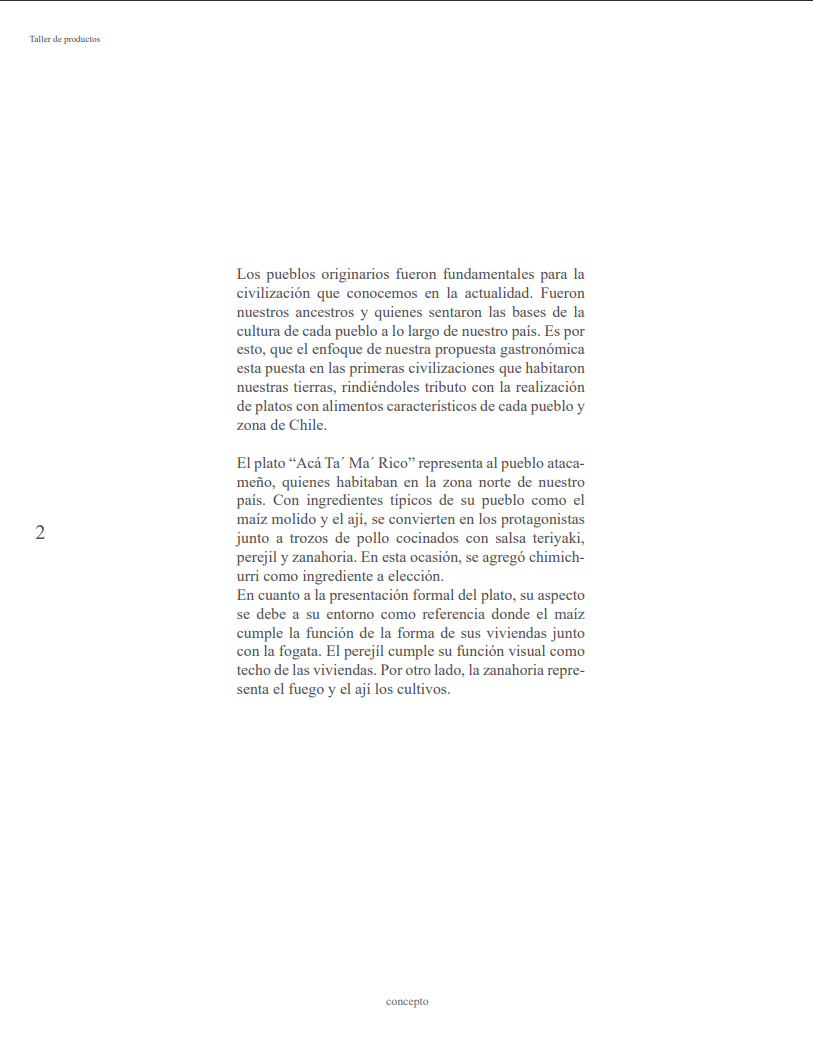 Taller de productos
Los pueblos originarios fueron fundamentales para la
civilización que conocemos en la actualidad. Fueron
nuestros ancestros y quienes sentaron las bases de la
cultura de cada pueblo a lo largo de nuestro país. Es por
esto, que el enfoque de nuestra propuesta gastronómica
esta puesta en las primeras civilizaciones que habitaron
nuestras tierras, rindiéndoles tributo con la realización
de platos con alimentos característicos de cada pueblo y
zona de Chile.
El plato “Acá Ta´ Ma´ Rico” representa al pueblo ataca-
meño, quienes habitaban en la zona norte de nuestro
país. Con ingredientes típicos de su pueblo como el
maíz molido y el ají, se convierten en los protagonistas
junto a trozos de pollo cocinados con salsa teriyaki,
perejil y zanahoria. En esta ocasión, se agregó chimich-
urri como ingrediente a elección.
En cuanto a la presentación formal del plato, su aspecto
se debe a su entorno como referencia donde el maíz
cumple la función de la forma de sus viviendas junto
con la fogata. El perejíl cumple su función visual como
techo de las viviendas. Por otro lado, la zanahoria repre-
senta el fuego y el ají los cultivos.
2
concepto